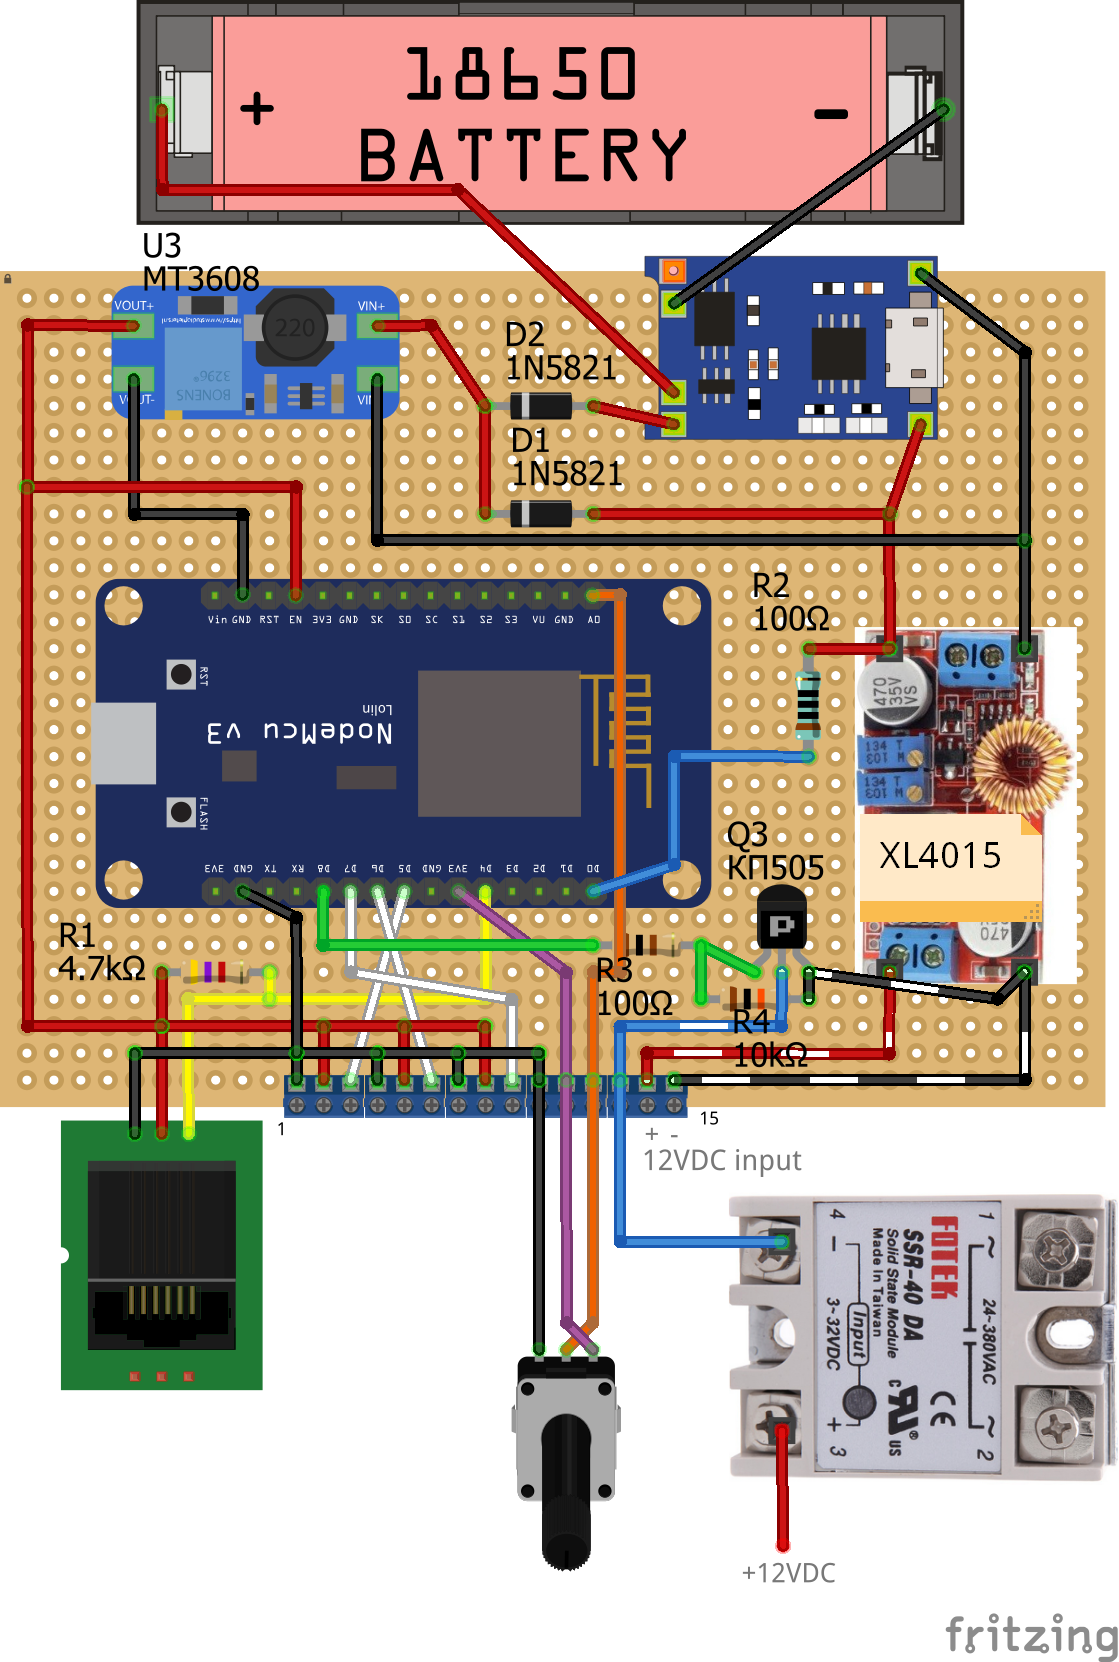 18650
BATTERY
+
-
U3
MT3608
VOUT+
VIN+
220
3296°
BONENS
D2
1N5821
D1
1N5821
Vin GND RST EN 3V3 GND SK SO SC S1 S2 S3 VU GND A0
RST
Lolin
NodeMcu v3
FLASH
3V3 GND TX RX D8 D7 D6 D5 GND 3V3 D4 D3 D2 D1 D0
R2
100Ω
470
35V
VS
134 T
103 M
134 T
103 M
XL4015
470
Q3
КП505
P
R1
4.7kΩ
R3
100Ω
R4
10kΩ
1
15
+ -
12VDC input
FOTEK
SSR-40 DA
Solid State Module
Made in Taiwan
4
-
Input
3~32VDC
+
3
1
~
24~380VAC
~
2
c UR ® US
CE
+12VDC
fritzing